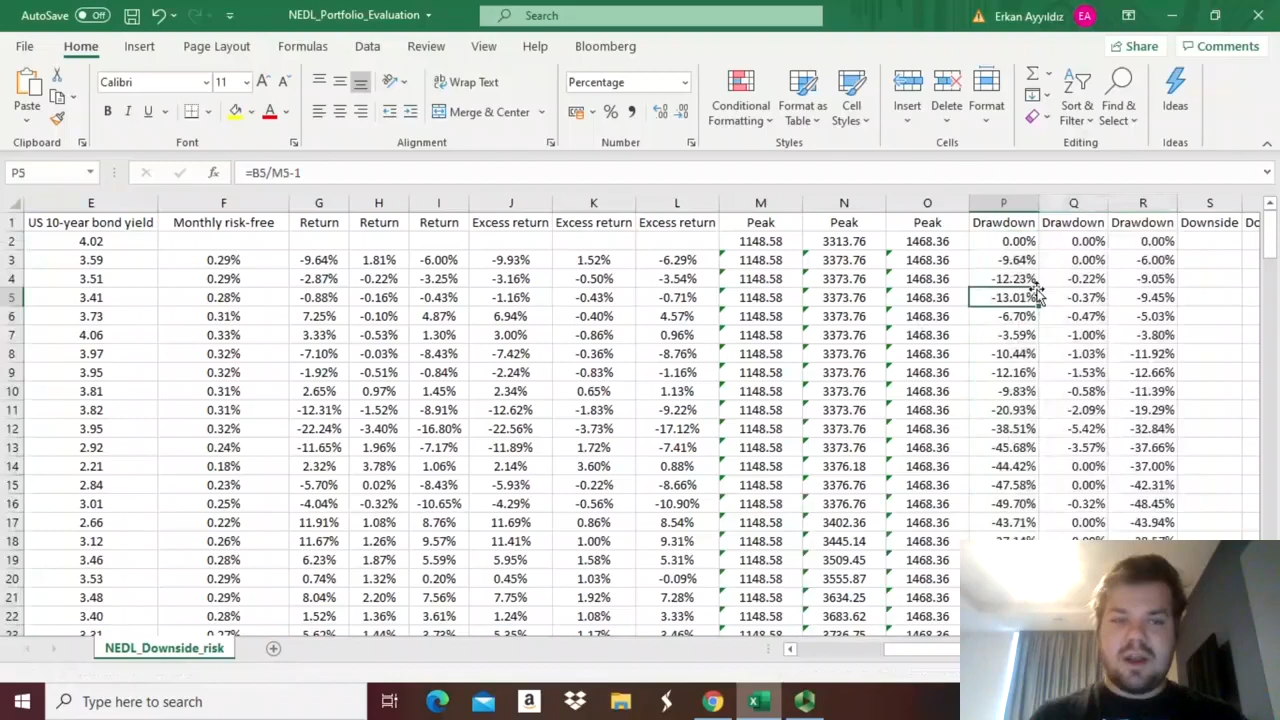 AutoSave Off NEDL_Portfolio_Evaluation Search Erkan Ayyıldız EA
File Home Insert Page Layout Formulas Data Review View Help Bloomberg Share Comments
Paste Calibri 11 A A Wrap Text Percentage Conditional Formatting Format as Table Cell Styles Insert Delete Format Sort & Filter Find & Select Ideas
B I U A Merge & Center % ,
Clipboard Font Alignment Number Styles Cells Editing Ideas
P5 fx =B5/M5-1
E F G H I J K L M N O P Q R S
1 US 10-year bond yield Monthly risk-free Return Return Return Excess return Excess return Excess return Peak Peak Peak Drawdown Drawdown Drawdown Downside Do
2 4.02 1148.58 3313.76 1468.36 0.00% 0.00% 0.00%
3 3.59 0.29% -9.64% 1.81% -6.00% -9.93% 1.52% -6.29% 1148.58 3373.76 1468.36 -9.64% 0.00% -6.00%
4 3.51 0.29% -2.87% -0.22% -3.25% -3.16% -0.50% -3.54% 1148.58 3373.76 1468.36 -12.23% -0.22% -9.05%
5 3.41 0.28% -0.88% -0.16% -0.43% -1.16% -0.43% -0.71% 1148.58 3373.76 1468.36 -13.01% -0.37% -9.45%
6 3.73 0.31% 7.25% -0.10% 4.87% 6.94% -0.40% 4.57% 1148.58 3373.76 1468.36 -6.70% -0.47% -5.03%
7 4.06 0.33% 3.33% -0.53% 1.30% 3.00% -0.86% 0.96% 1148.58 3373.76 1468.36 -3.59% -1.00% -3.80%
8 3.97 0.32% -7.10% -0.03% -8.43% -7.42% -0.36% -8.76% 1148.58 3373.76 1468.36 -10.44% -1.03% -11.92%
9 3.95 0.32% -1.92% -0.51% -0.84% -2.24% -0.83% -1.16% 1148.58 3373.76 1468.36 -12.16% -1.53% -12.66%
10 3.81 0.31% 2.65% 0.97% 1.45% 2.34% 0.65% 1.13% 1148.58 3373.76 1468.36 -9.83% -0.58% -11.39%
11 3.82 0.31% -12.31% -1.52% -8.91% -12.62% -1.83% -9.22% 1148.58 3373.76 1468.36 -20.93% -2.09% -19.29%
12 3.95 0.32% -22.24% -3.40% -16.80% -22.56% -3.73% -17.12% 1148.58 3373.76 1468.36 -38.51% -5.42% -32.84%
13 2.92 0.24% -11.65% 1.96% -7.17% -11.89% 1.72% -7.41% 1148.58 3373.76 1468.36 -45.68% -3.57% -37.66%
14 2.21 0.18% 2.32% 3.78% 1.06% 2.14% 3.60% 0.88% 1148.58 3376.18 1468.36 -44.42% 0.00% -37.00%
15 2.84 0.23% -5.70% 0.02% -8.43% -5.93% -0.22% -8.66% 1148.58 3376.76 1468.36 -47.58% 0.00% -42.31%
16 3.01 0.25% -4.04% -0.32% -10.65% -4.29% -0.56% -10.90% 1148.58 3376.76 1468.36 -49.70% -0.32% -48.45%
17 2.66 0.22% 11.91% 1.08% 8.76% 11.69% 0.86% 8.54% 1148.58 3402.36 1468.36 -43.71% 0.00% -43.94%
18 3.12 0.26% 11.67% 1.26% 9.57% 11.41% 1.00% 9.31% 1148.58 3445.14 1468.36
19 3.46 0.28% 6.23% 1.87% 5.59% 5.95% 1.58% 5.31% 1148.58 3509.45 1468.36
20 3.53 0.29% 0.74% 1.32% 0.20% 0.45% 1.03% -0.09% 1148.58 3555.87 1468.36
21 3.48 0.29% 8.04% 2.20% 7.56% 7.75% 1.92% 7.28% 1148.58 3634.25 1468.36
22 3.40 0.28% 1.52% 1.36% 3.61% 1.24% 1.08% 3.33% 1148.58 3683.62 1468.36
NEDL_Downside_risk
Type here to search